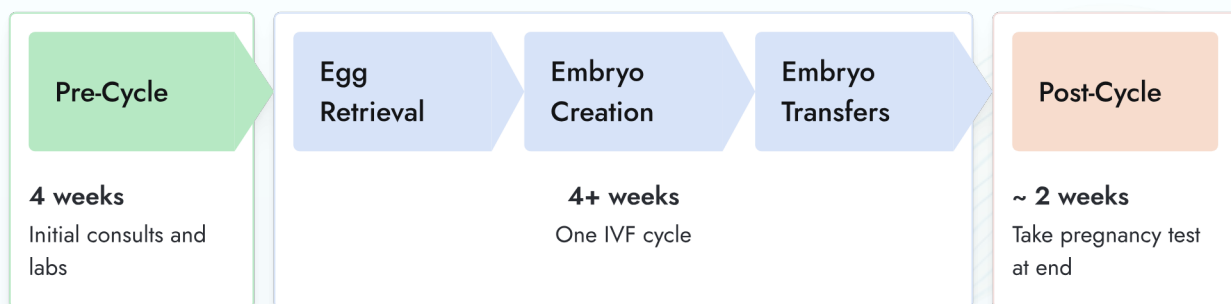 Pre-Cycle
Egg
Retrieval
Embryo
Creation
Embryo
Transfers
Post-Cycle
4 weeks
Initial consults and
labs
4+ weeks
One IVF cycle
~ 2 weeks
Take pregnancy test
at end